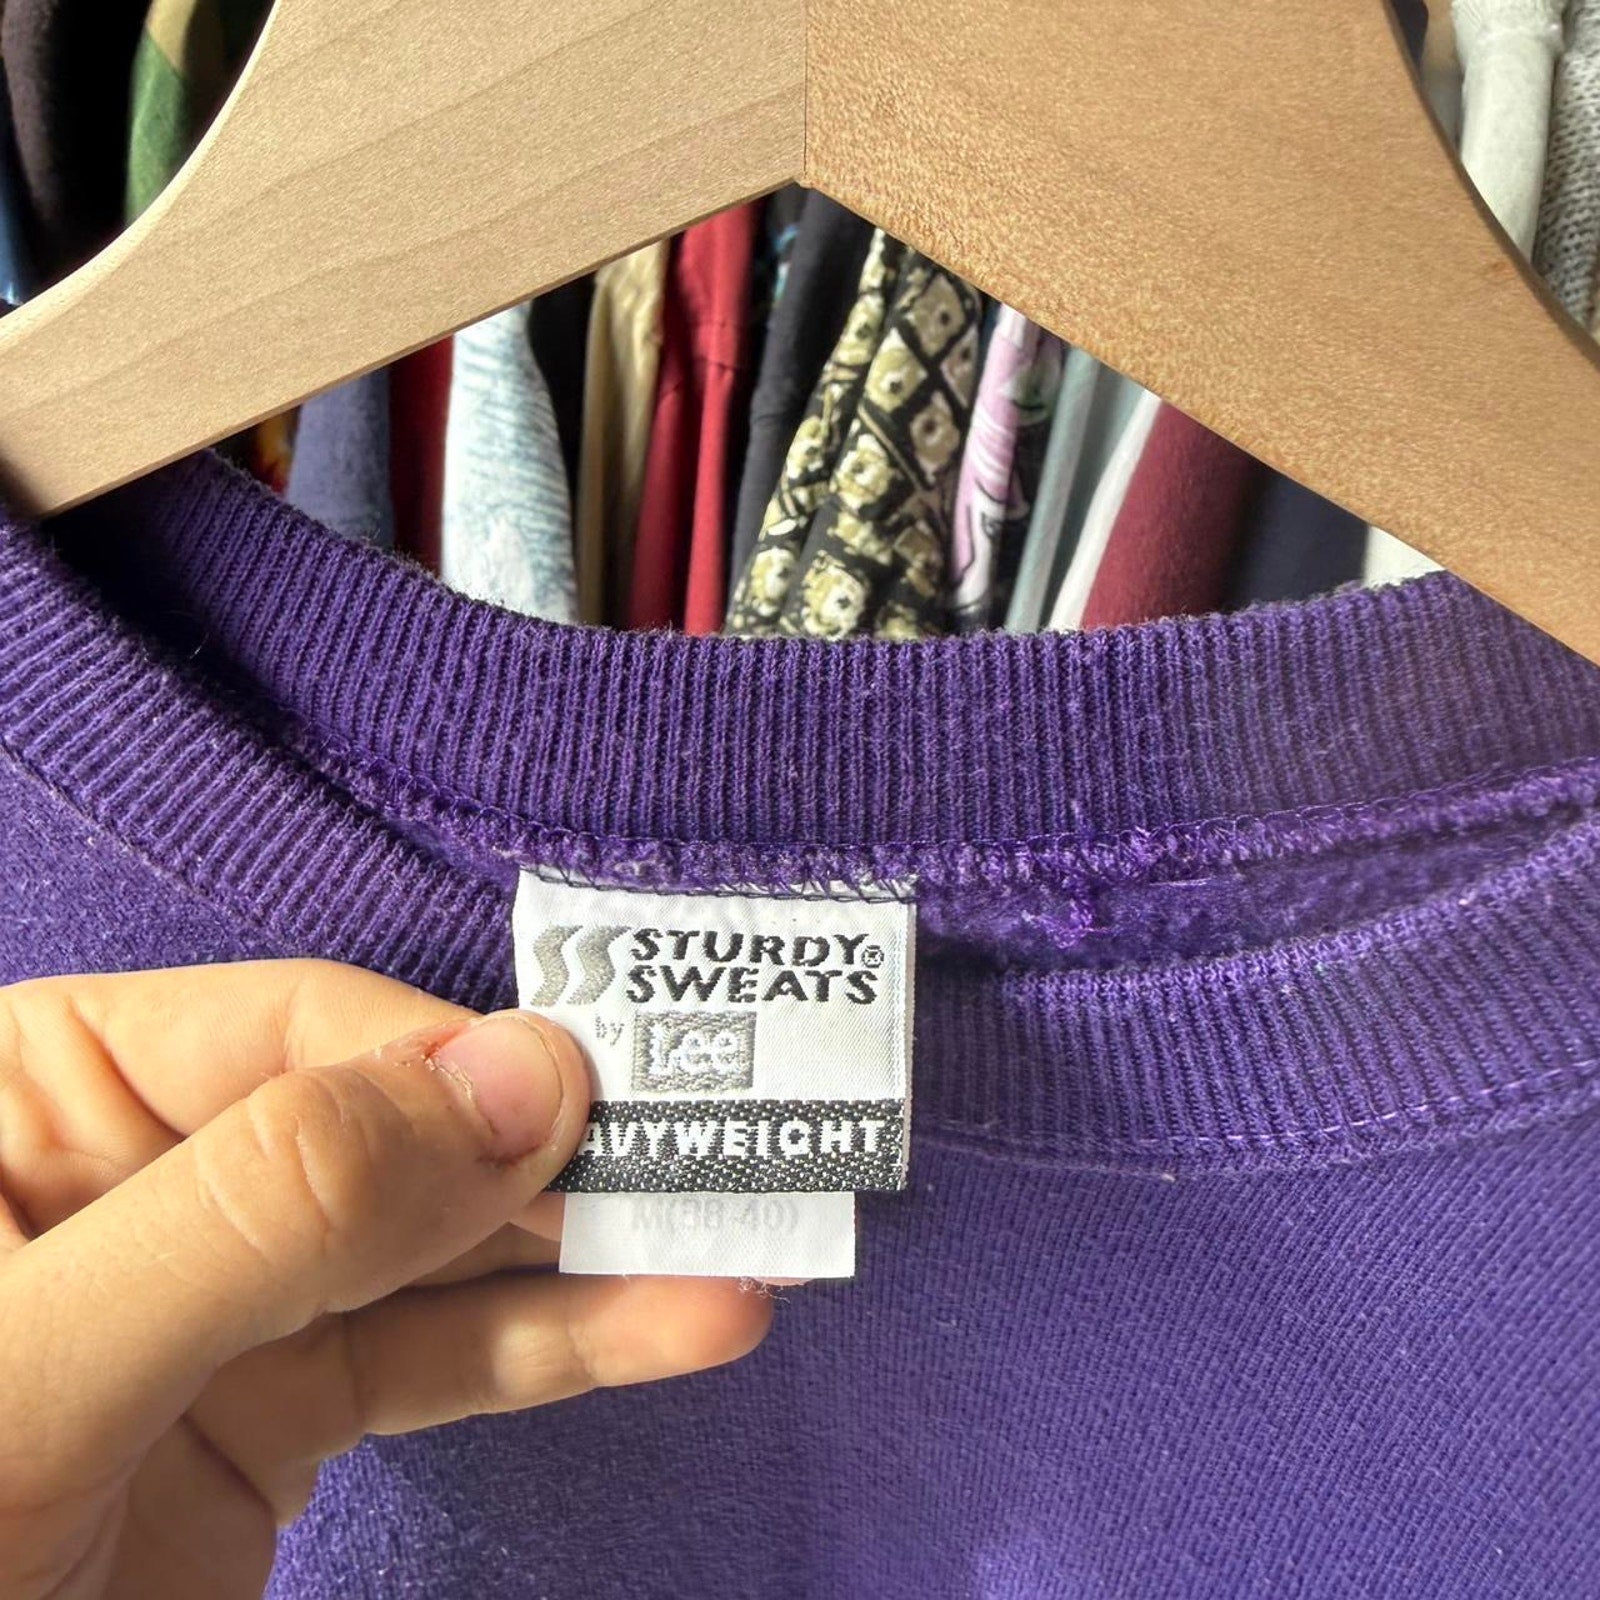 STURDY®
SWEATS
by Lee
AVYWEIGHT
M(38-40)